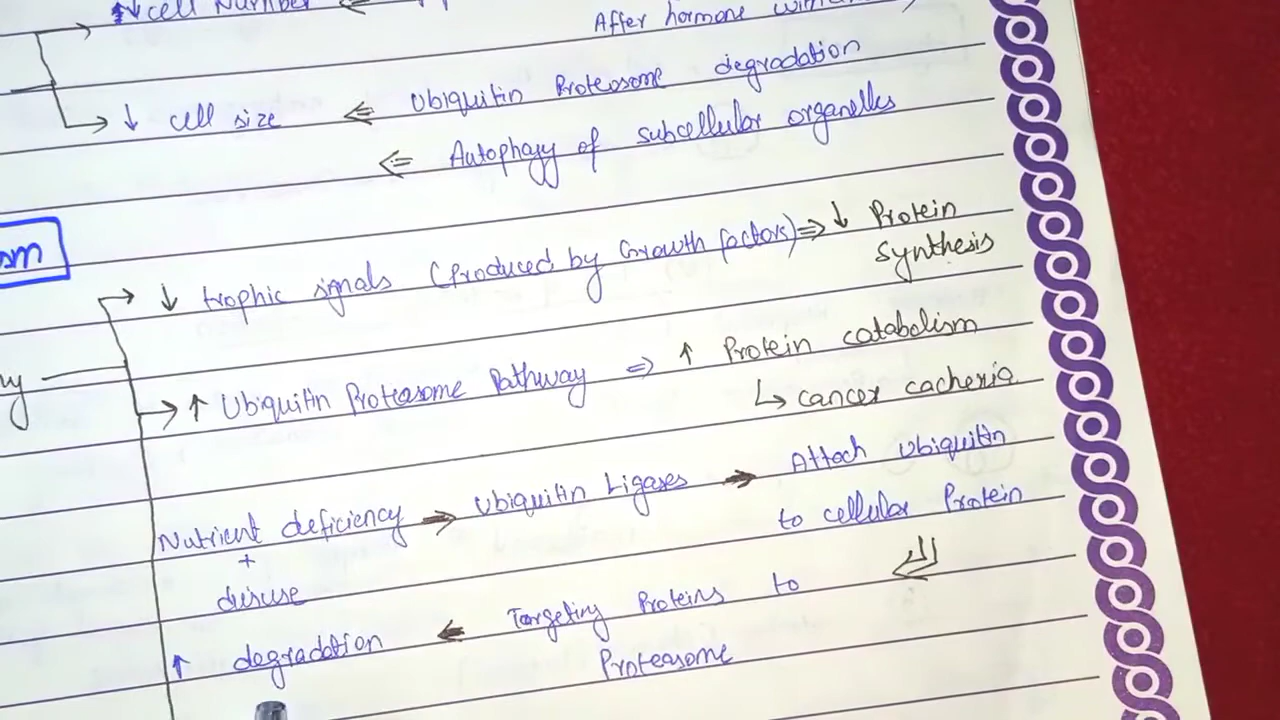 ↑↓ cell Number ⇐
After hormone
↓ cell size ⇐ Ubiquitin Proteosome degradation
⇐ Autophagy of subcellular organelles
sm
↓ trophic signals (Produced by Growth factors) ⇒ ↓ Protein
synthesis
↑ Ubiquitin Proteasome Pathway ⇒ ↑ Protein catabolism
↳ cancer cachexia
Nutrient deficiency → Ubiquitin Ligases → Attach Ubiquitin
+
disuse
to cellular Protein
⇓
↑ degradation ← Targeting Proteins to
Proteasome